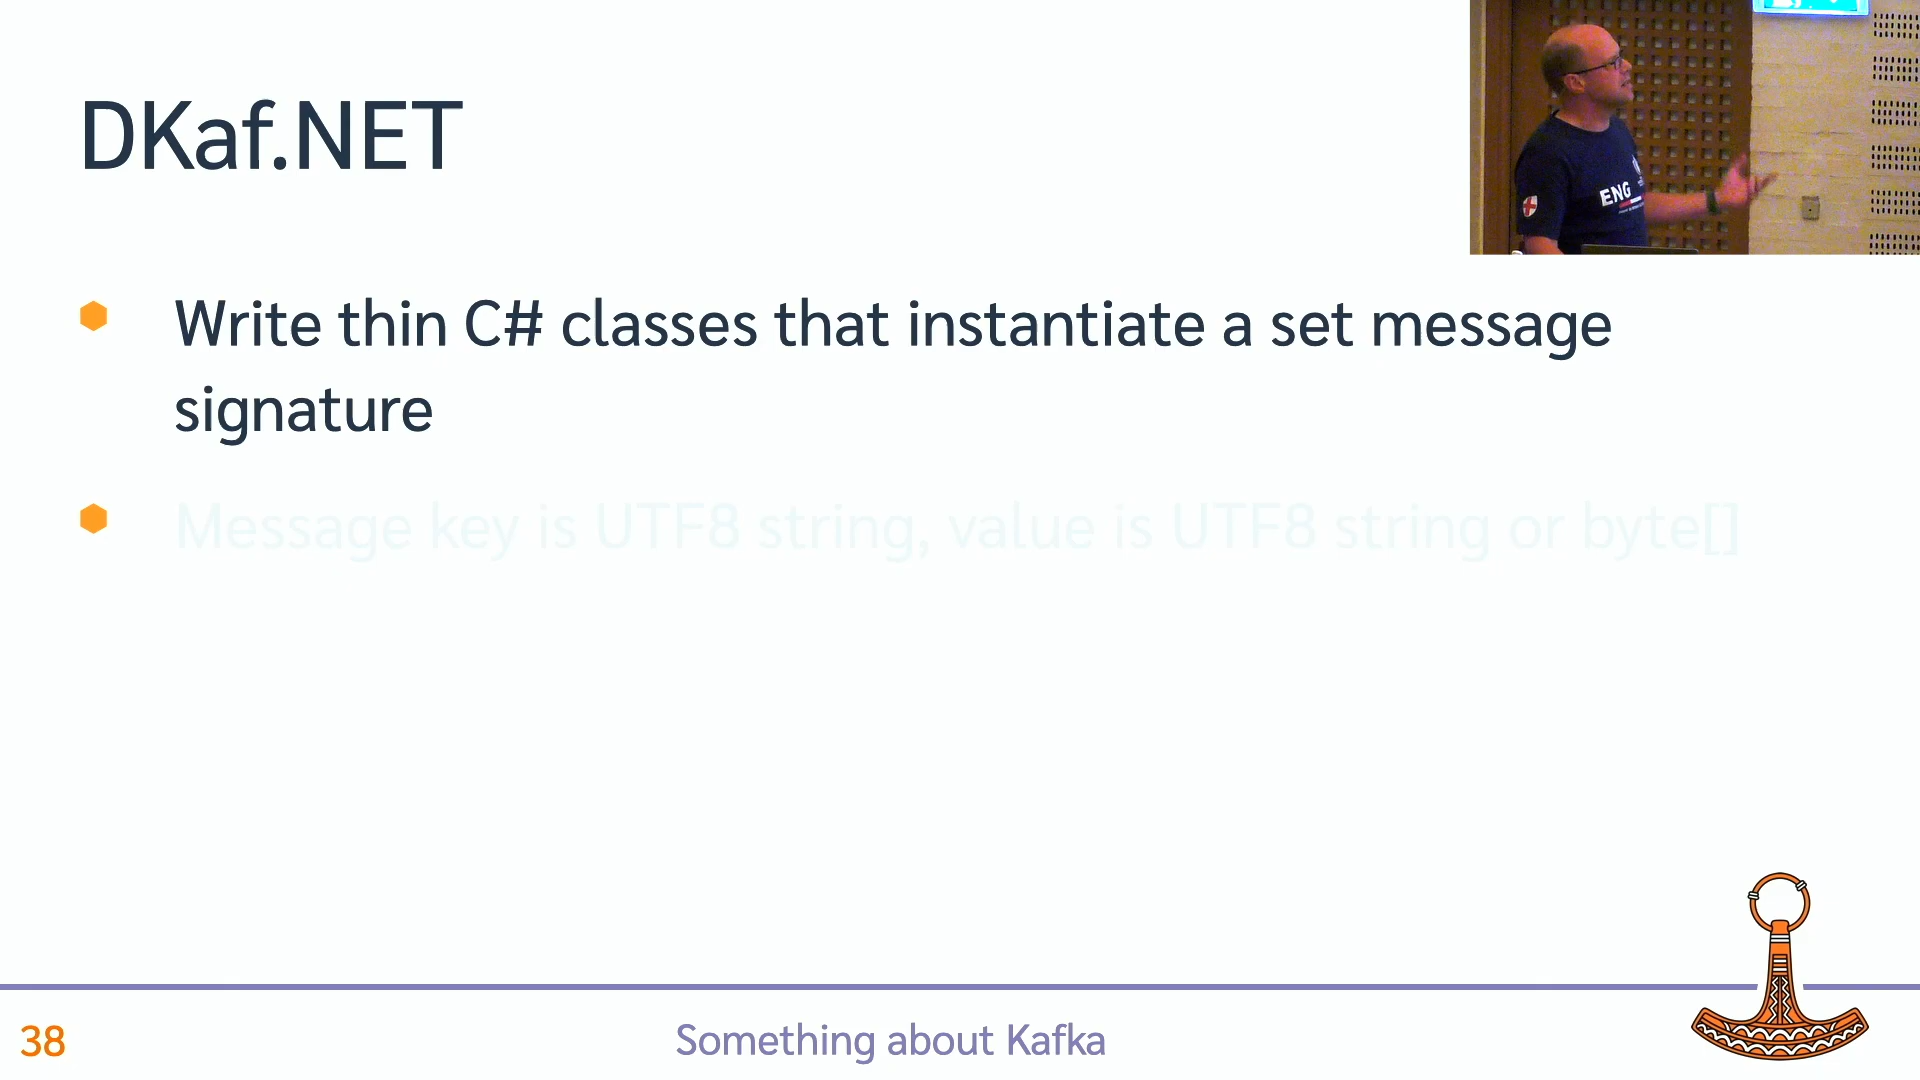 DKaf.NET
Write thin C# classes that instantiate a set message
signature
Message key is UTF8 string, value is UTF8 string or byte[]
ENG
38
Something about Kafka